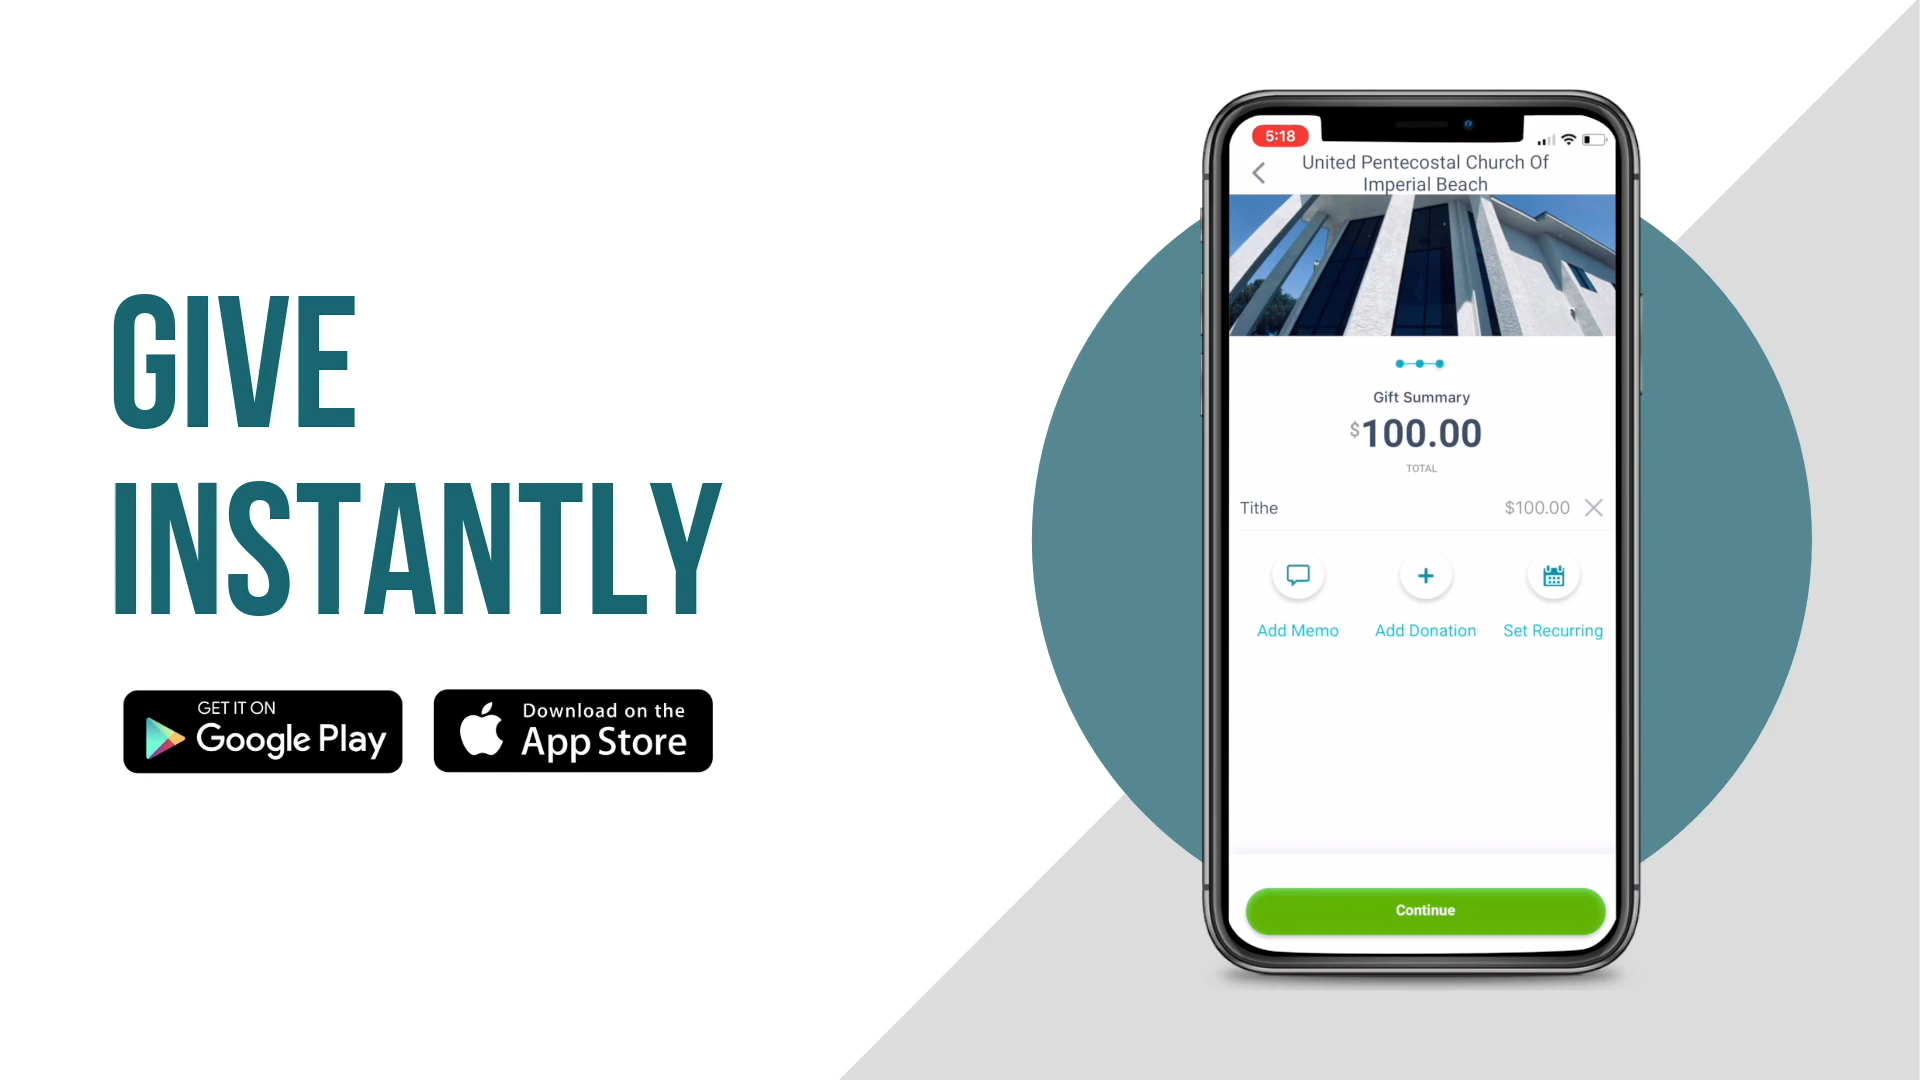 GIVE
INSTANTLY
GET IT ON
Google Play
Download on the
App Store
5:18
United Pentecostal Church Of
Imperial Beach
Gift Summary
$100.00
TOTAL
Tithe $100.00
Add Memo Add Donation Set Recurring
Continue